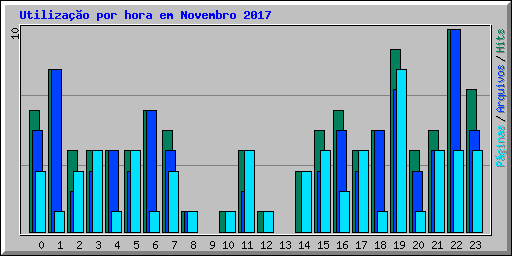 Utilização por hora em Novembro 2017
10
Páginas / Arquivos / Hits
0 1 2 3 4 5 6 7 8 9 10 11 12 13 14 15 16 17 18 19 20 21 22 23